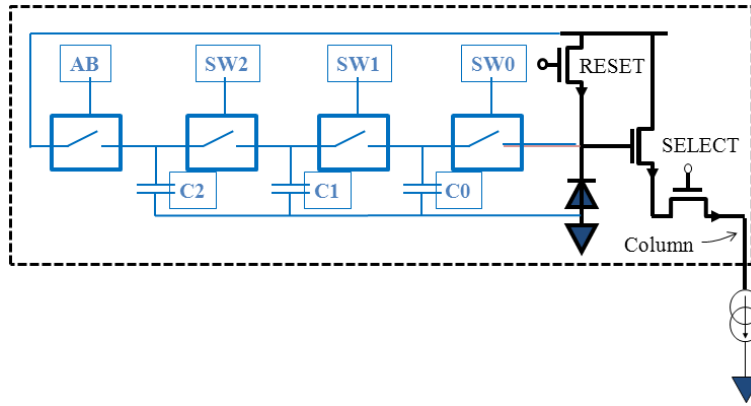 AB
SW2
SW1
SW0
RESET
SELECT
C2
C1
C0
Column